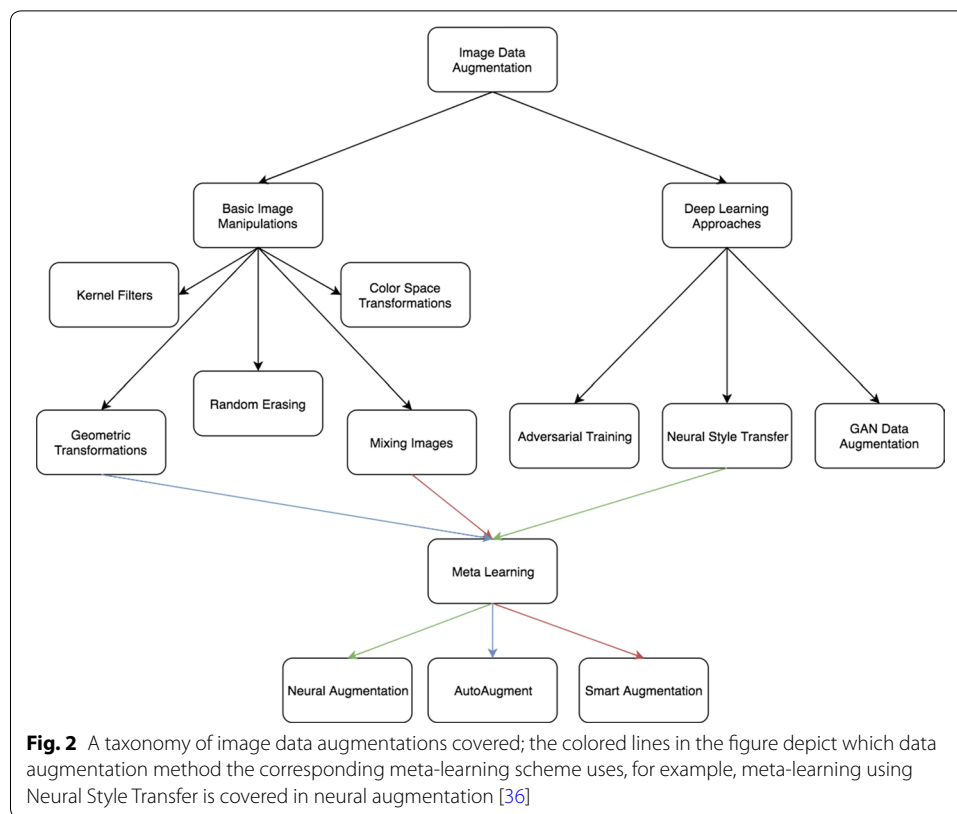 Image Data
Augmentation
Basic Image
Manipulations
Deep Learning
Approaches
Kernel Filters
Color Space
Transformations
Geometric
Transformations
Random Erasing
Mixing Images
Adversarial Training
Neural Style Transfer
GAN Data
Augmentation
Meta Learning
Neural Augmentation
AutoAugment
Smart Augmentation
Fig. 2 A taxonomy of image data augmentations covered; the colored lines in the figure depict which data
augmentation method the corresponding meta-learning scheme uses, for example, meta-learning using
Neural Style Transfer is covered in neural augmentation [36]